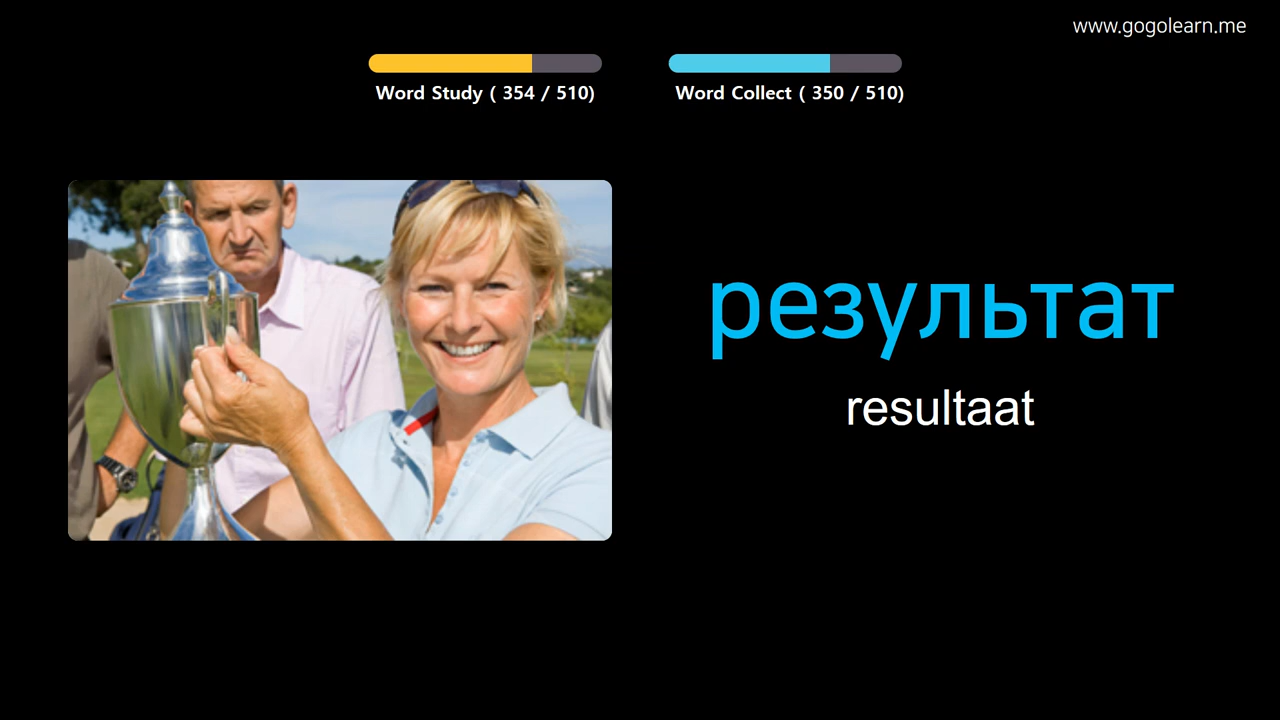 www.gogolearn.me
Word Study ( 354 / 510)
Word Collect ( 350 / 510)
результат
resultaat